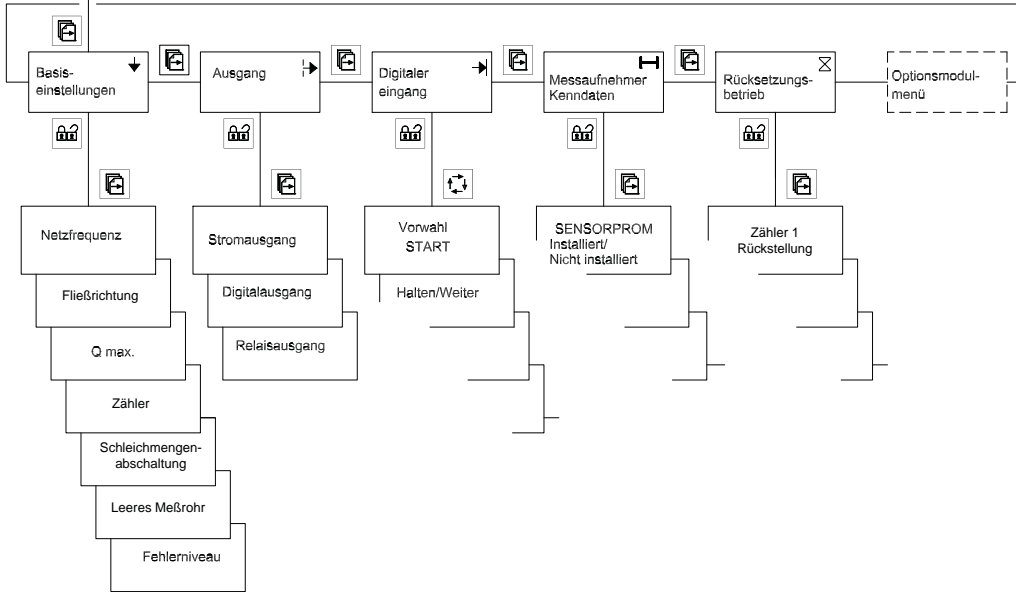 Basis-
einstellungen
Ausgang
Digitaler
eingang
Messaufnehmer
Kenndaten
Rücksetzungs-
betrieb
Optionsmodul-
menü
Netzfrequenz
Fließrichtung
Q max.
Zähler
Schleichmengen-
abschaltung
Leeres Meßrohr
Fehlerniveau
Stromausgang
Digitalausgang
Relaisausgang
Vorwahl
START
Halten/Weiter
SENSORPROM
Installiert/
Nicht installiert
Zähler 1
Rückstellung